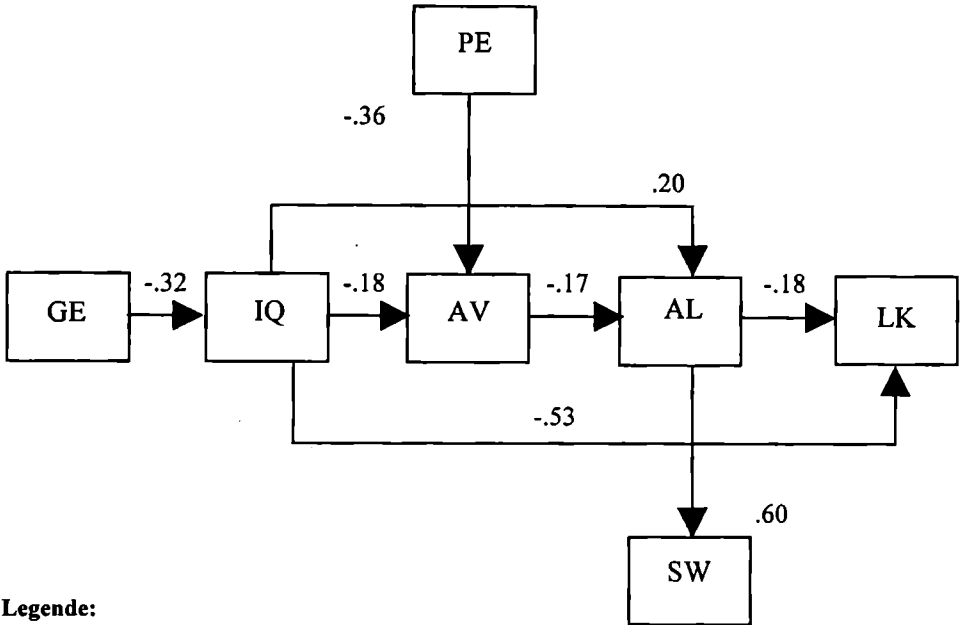 PE
-.36
.20
GE
-.32
IQ
-.18
AV
-.17
AL
-.18
LK
-.53
.60
SW
Legende: